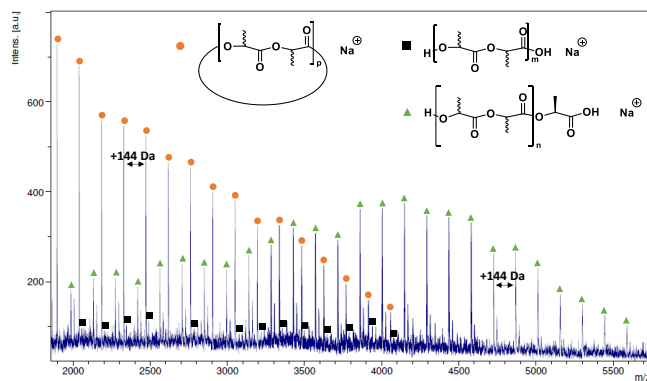 Intens. [a.u.]
O
O
O
O
p
Na⊕
H
O
O
O
O
OH
m
Na⊕
H
O
O
O
O
n
O
O
OH
Na⊕
+144 Da
+144 Da
600
400
200
2000
2500
3000
3500
4000
4500
5000
5500
m/z